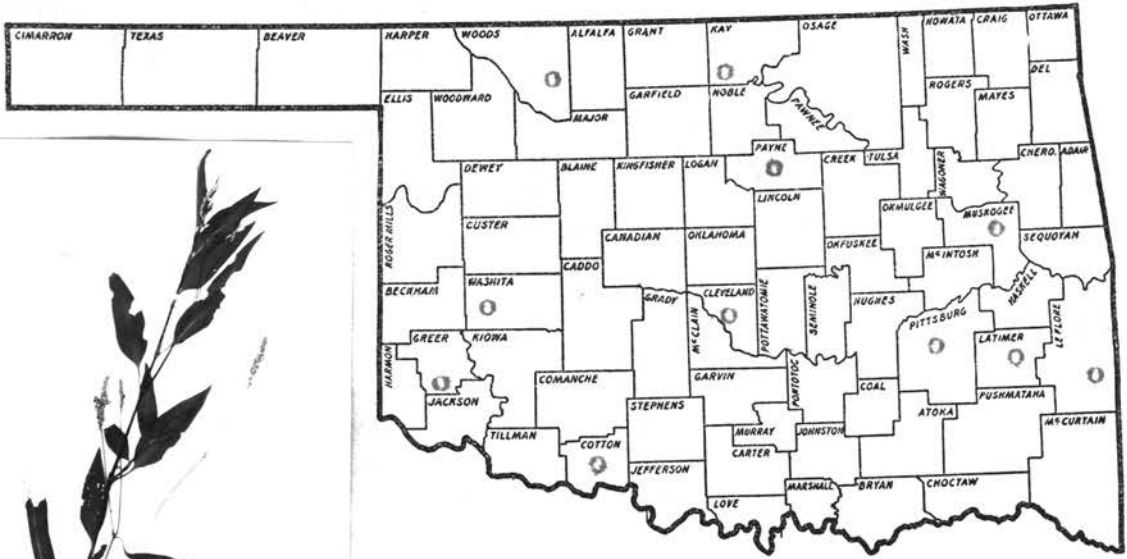 CIMARRON TEXAS BEAVER HARPER WOODS ALFALFA GRANT KAY OSAGE WASH NOWATA CRAIG OTTAWA
ELLIS WOODWARD MAJOR GARFIELD NOBLE PAWNEE ROGERS MAYES DEL
DEWEY BLAINE KINGFISHER LOGAN PAYNE CREEK TULSA WAGONER CHERO. ADAIR
ROGER MILLS CUSTER CANADIAN OKLAHOMA LINCOLN OKFUSKEE OKMULGEE MUSKOGEE SEQUOYAH
BECKHAM WASHITA CADDO GRADY CLEVELAND POTTAWATOMIE SEMINOLE HUGHES McINTOSH HASKELL
HARMON GREER KIOWA McCLAIN PITTSBURG LATIMER LEFLORE
JACKSON COMANCHE GARVIN PONTOTOC COAL PUSHMATAHA
TILLMAN COTTON STEPHENS MURRAY JOHNSTON ATOKA McCURTAIN
CARTER
JEFFERSON LOVE MARSHALL BRYAN CHOCTAW